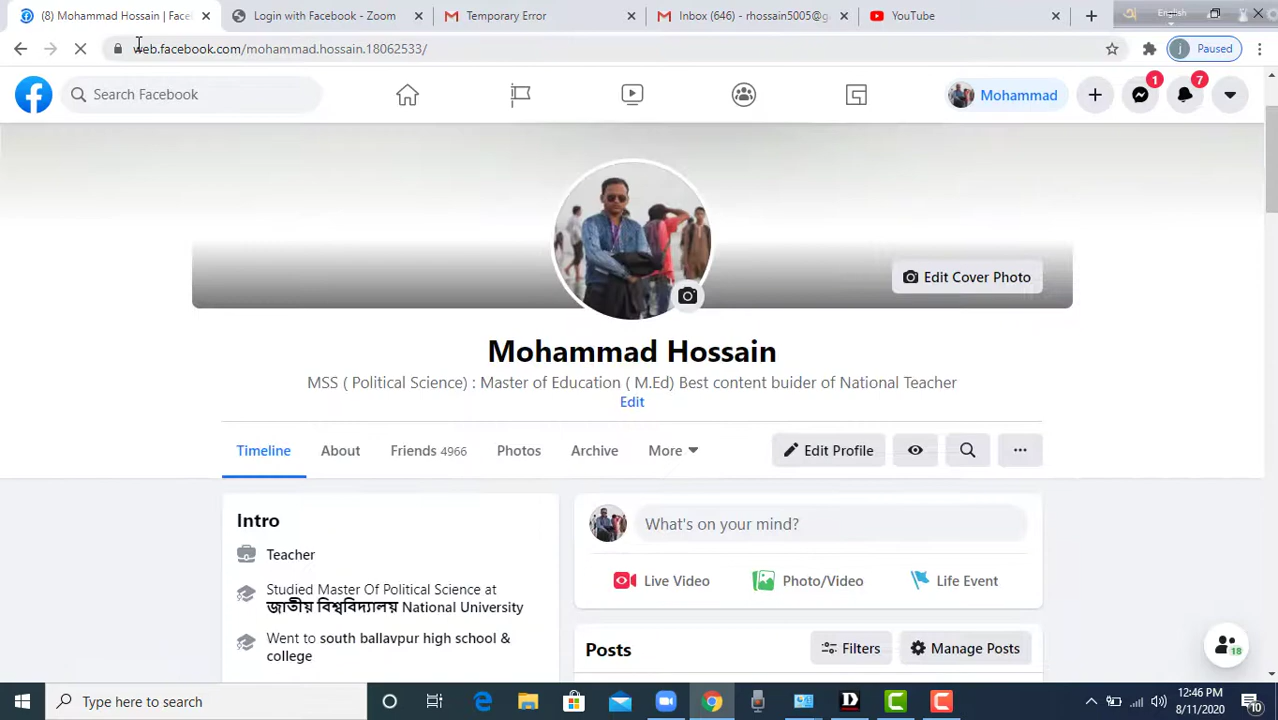 (8) Mohammad Hossain | Face
Login with Facebook - Zoom
Temporary Error
Inbox (646) - rhossain5005@g
YouTube
English
web.facebook.com/mohammad.hossain.18062533/
j Paused
Search Facebook
Mohammad
1
7
Edit Cover Photo
Mohammad Hossain
MSS ( Political Science) : Master of Education ( M.Ed) Best content buider of National Teacher
Edit
Timeline
About
Friends 4966
Photos
Archive
More
Edit Profile
Intro
What's on your mind?
Teacher
Live Video
Photo/Video
Life Event
Studied Master Of Political Science at
জাতীয় বিশ্ববিদ্যালয় National University
Went to south ballavpur high school &
college
Posts
Filters
Manage Posts
18
Type here to search
12:46 PM
8/11/2020
10